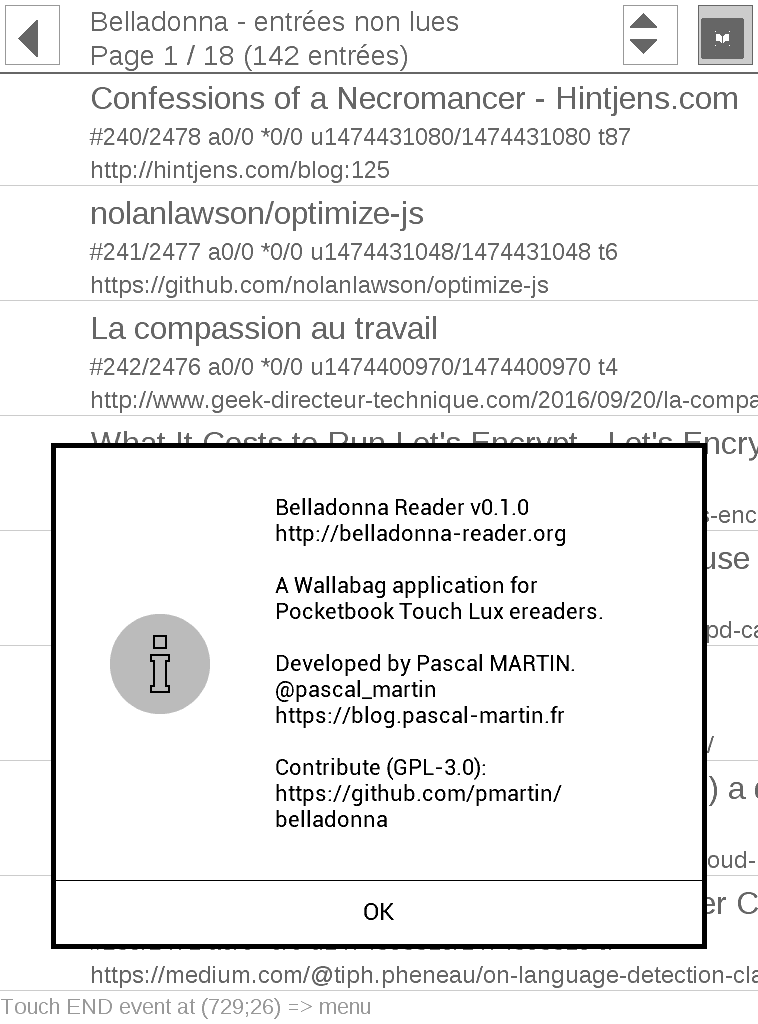 Belladonna - entrées non lues
Page 1 / 18 (142 entrées)
Confessions of a Necromancer - Hintjens.com
#240/2478 a0/0 *0/0 u1474431080/1474431080 t87
http://hintjens.com/blog:125
nolanlawson/optimize-js
#241/2477 a0/0 *0/0 u1474431048/1474431048 t6
https://github.com/nolanlawson/optimize-js
La compassion au travail
#242/2476 a0/0 *0/0 u1474400970/1474400970 t4
http://www.geek-directeur-technique.com/2016/09/20/la-compa
What It Costs to Run Let's Encrypt - Let's Encry
s-enc
use
pd-ca
/
) a
oud-
er C
Belladonna Reader v0.1.0
http://belladonna-reader.org
A Wallabag application for
Pocketbook Touch Lux ereaders.
Developed by Pascal MARTIN.
@pascal_martin
https://blog.pascal-martin.fr
Contribute (GPL-3.0):
https://github.com/pmartin/
belladonna
OK
https://medium.com/@tiph.pheneau/on-language-detection-cla
Touch END event at (729;26) => menu